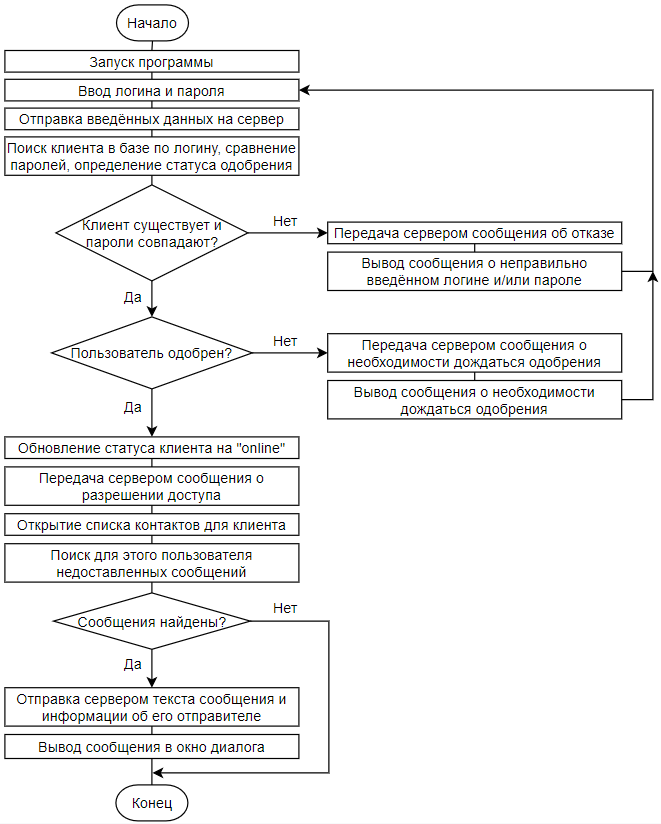 Начало
Запуск программы
Ввод логина и пароля
Отправка введённых данных на сервер
Поиск клиента в базе по логину, сравнение
паролей, определение статуса одобрения
Клиент существует и
пароли совпадают?
Нет
Передача сервером сообщения об отказе
Вывод сообщения о неправильно
введённом логине и/или пароле
Да
Пользователь одобрен?
Нет
Передача сервером сообщения о
необходимости дождаться одобрения
Вывод сообщения о необходимости
дождаться одобрения
Да
Обновление статуса клиента на "online"
Передача сервером сообщения о
разрешении доступа
Открытие списка контактов для клиента
Поиск для этого пользователя
недоставленных сообщений
Сообщения найдены?
Нет
Да
Отправка сервером текста сообщения и
информации об его отправителе
Вывод сообщения в окно диалога
Конец